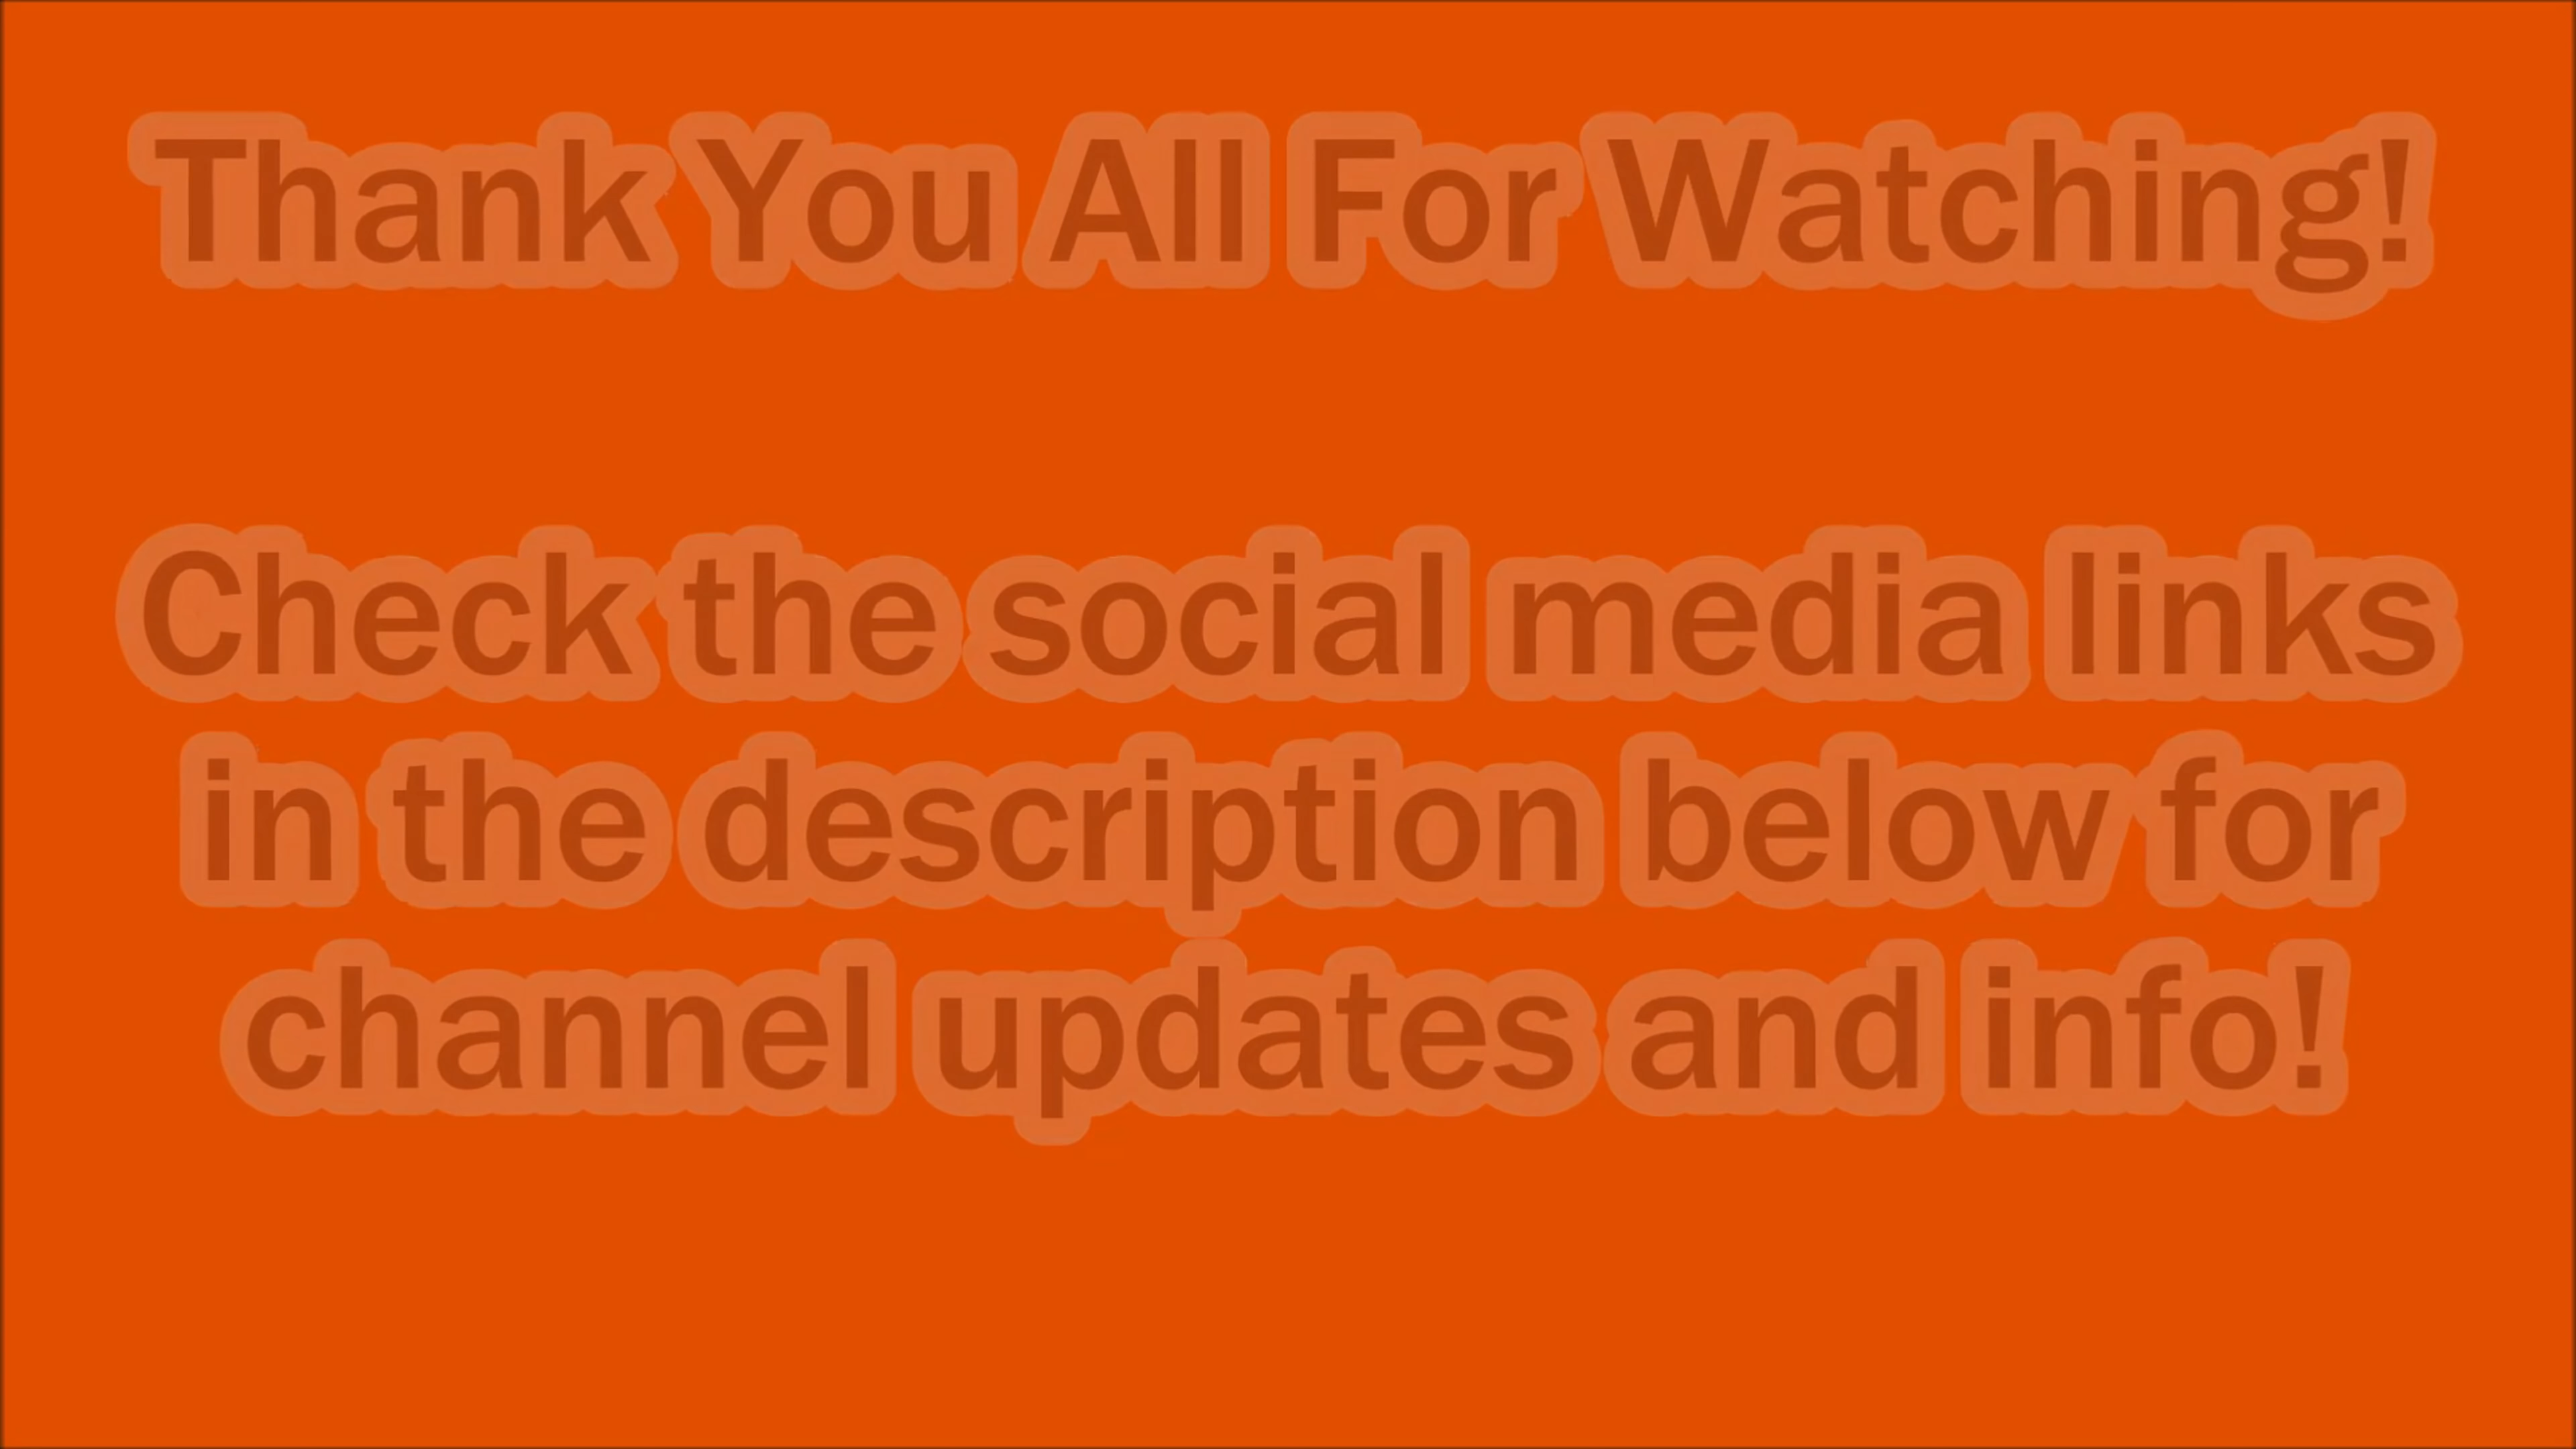 Thank You All For Watching!
Check the social media links
in the description below for
channel updates and info!